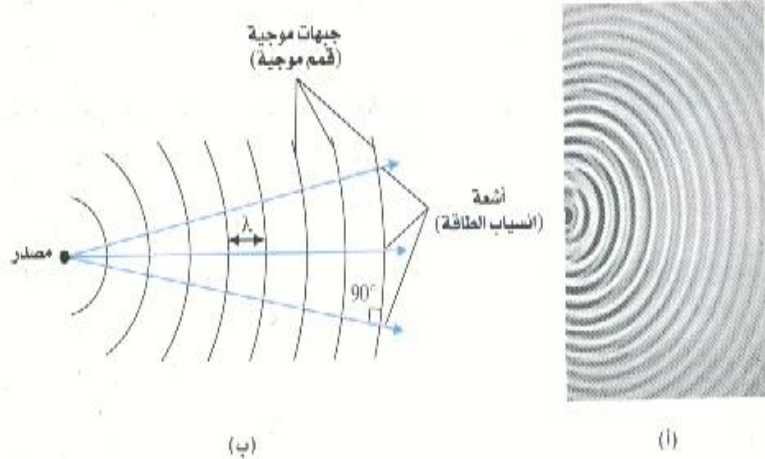 جبهات موجية
(قمم موجية)
أشعة
(انسياب الطاقة)
λ
مصدر
90°
(ب)
(أ)